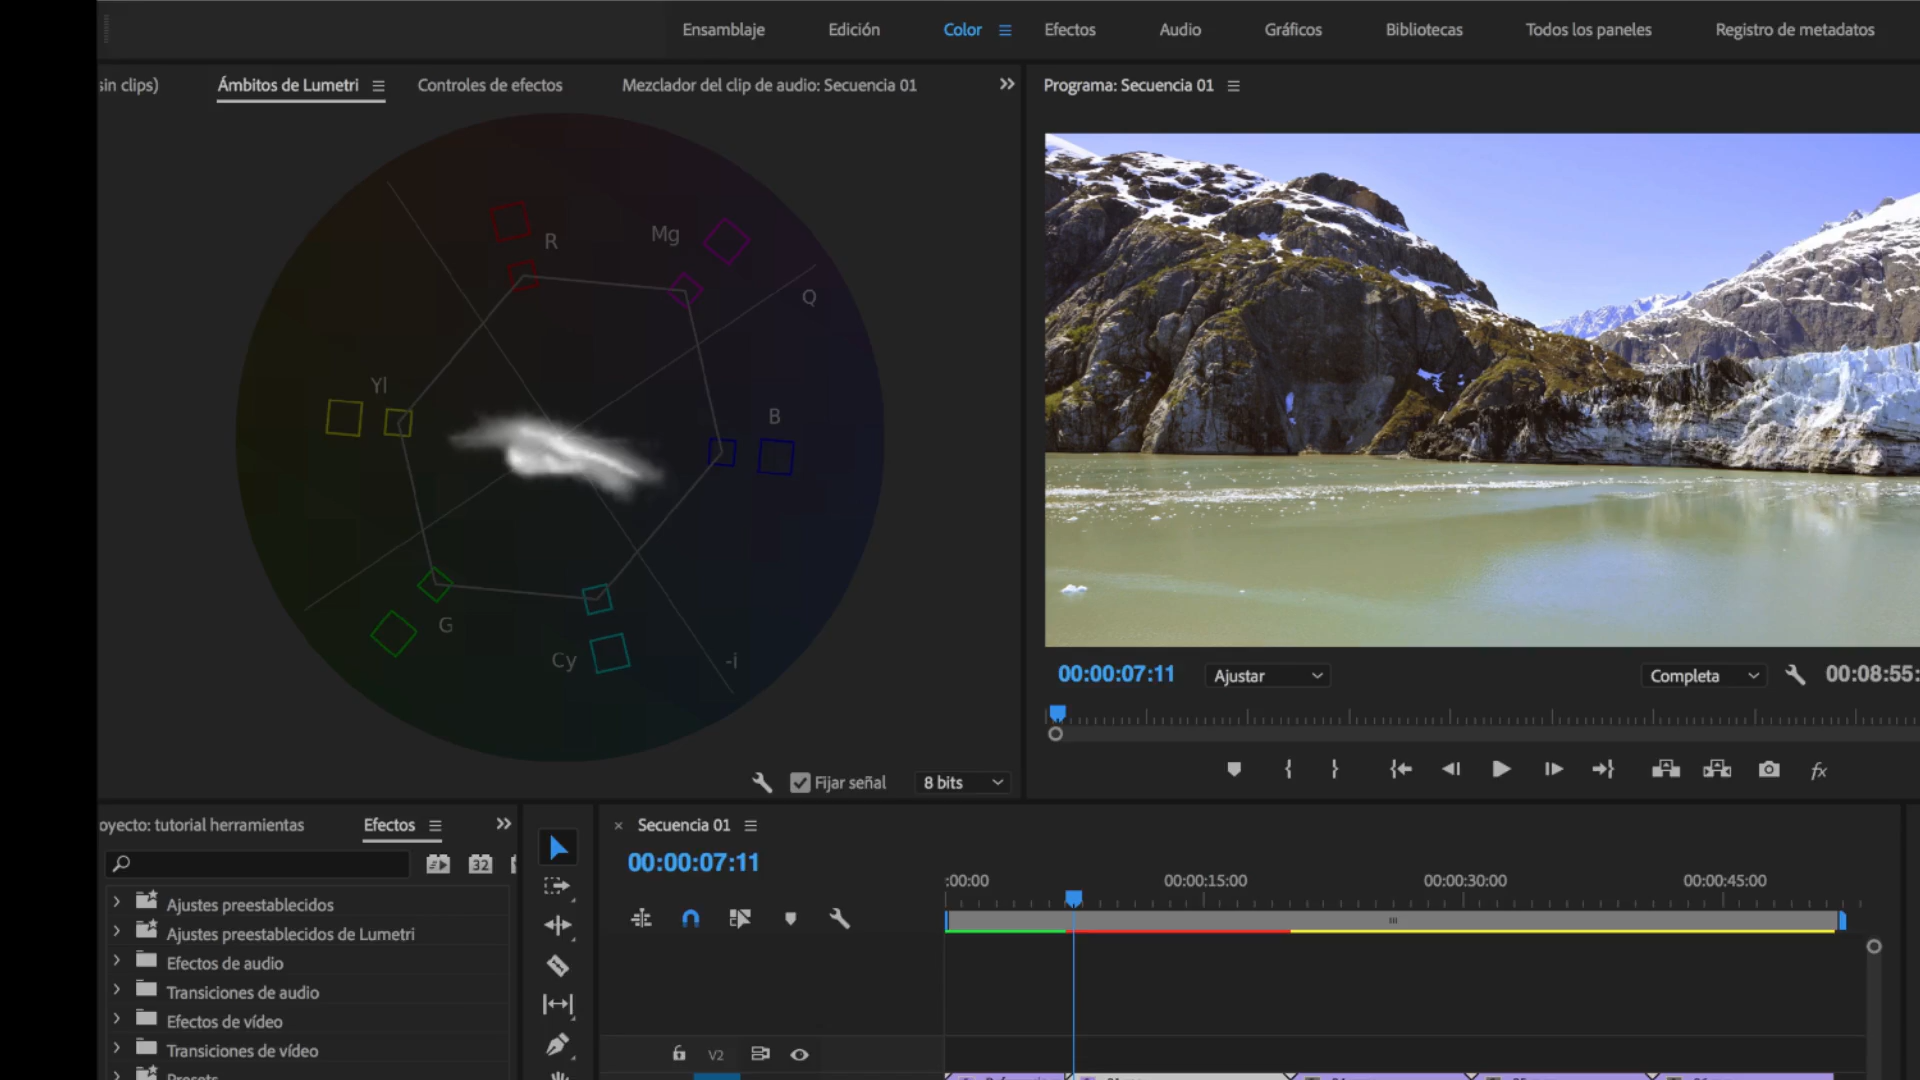 Ensamblaje Edición Color Efectos Audio Gráficos Bibliotecas Todos los paneles Registro de metadatos
sin clips) Ámbitos de Lumetri Controles de efectos Mezclador del clip de audio: Secuencia 01
Programa: Secuencia 01
R
Mg
Q
Yl
B
G
Cy
-i
Fijar señal 8 bits
00:00:07:11 Ajustar Completa 00:08:55:
fx
oyecto: tutorial herramientas Efectos
32
Ajustes preestablecidos
Ajustes preestablecidos de Lumetri
Efectos de audio
Transiciones de audio
Efectos de vídeo
Transiciones de vídeo
Presets
Secuencia 01
00:00:07:11
:00:00 00:00:15:00 00:00:30:00 00:00:45:00
V2